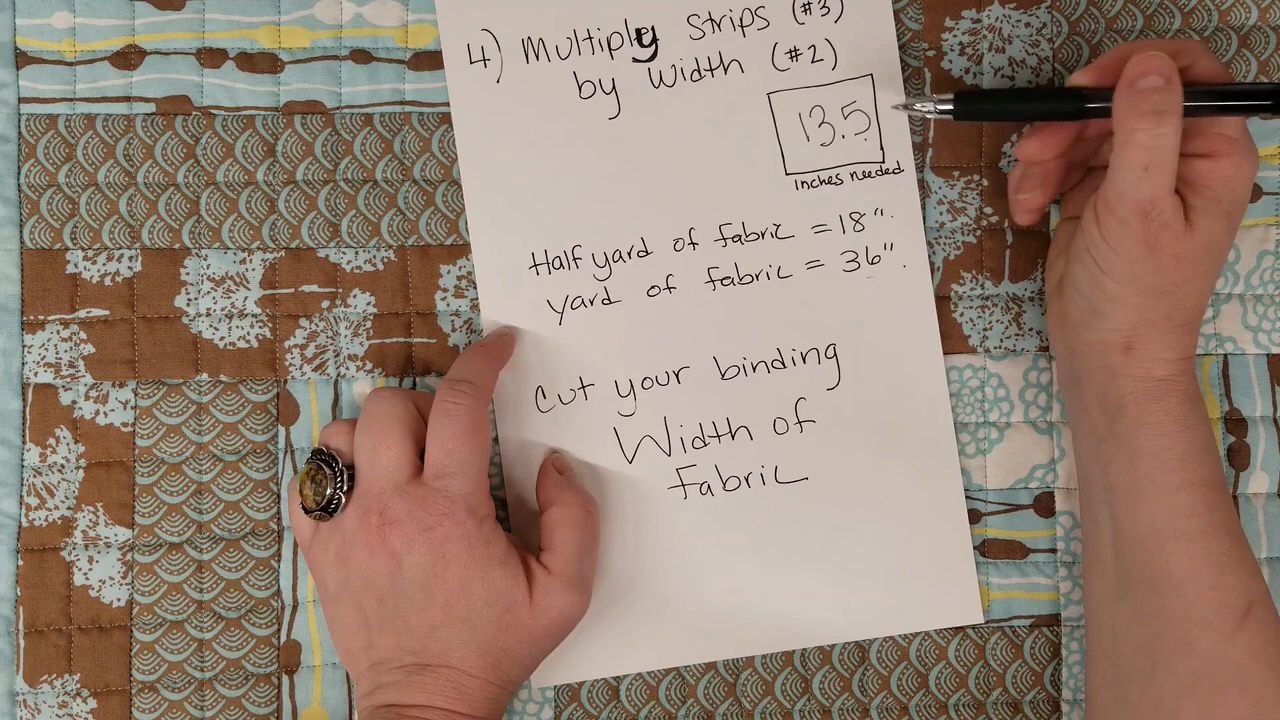 4) Multiply Strips (#3)
by Width (#2)
13.5
inches needed
Half yard of fabric = 18".
Yard of fabric = 36".
Cut your binding
Width of
Fabric